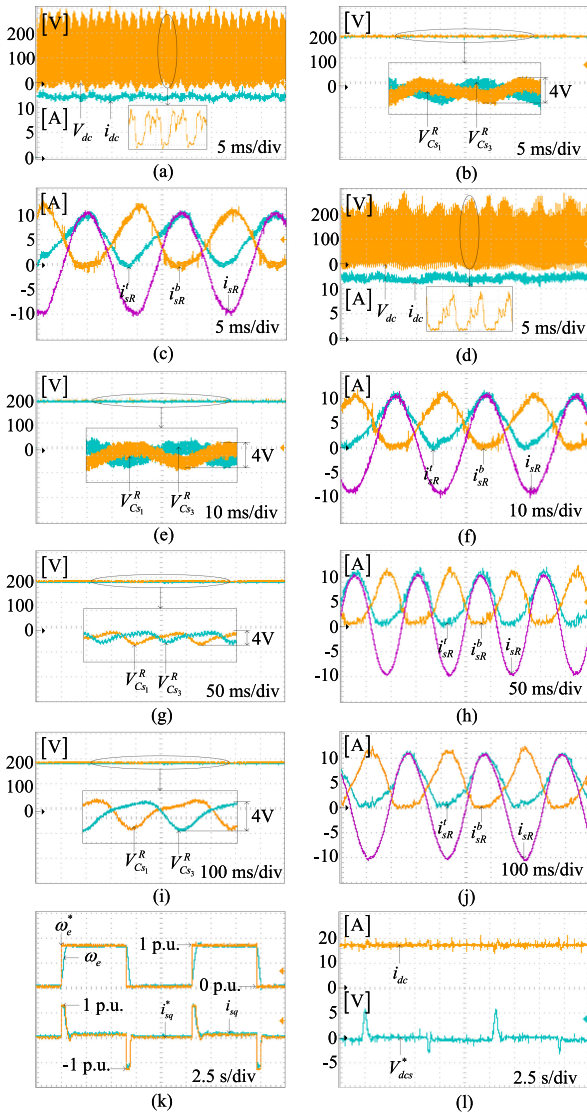 [V]
200
100
0
10
[A]
0
V_dc
i_dc
5 ms/div
(a)
[V]
200
100
0
4V
V^R_Cs1
V^R_Cs3
5 ms/div
(b)
[A]
10
5
0
-5
-10
i^t_sR
i^b_sR
i_sR
5 ms/div
(c)
[V]
200
100
0
10
[A]
0
V_dc
i_dc
5 ms/div
(d)
[V]
200
100
0
4V
V^R_Cs1
V^R_Cs3
10 ms/div
(e)
[A]
10
5
0
-5
-10
i^t_sR
i^b_sR
i_sR
10 ms/div
(f)
[V]
200
100
0
4V
V^R_Cs1
V^R_Cs3
50 ms/div
(g)
[A]
10
5
0
-5
-10
i^t_sR
i^b_sR
i_sR
50 ms/div
(h)
[V]
200
100
0
4V
V^R_Cs1
V^R_Cs3
100 ms/div
(i)
[A]
10
5
0
-5
-10
i^t_sR
i^b_sR
i_sR
100 ms/div
(j)
ω_e^*
ω_e
1 p.u.
0 p.u.
1 p.u.
i^*_sq
i_sq
-1 p.u.
2.5 s/div
(k)
[A]
20
10
0
i_dc
[V]
5
0
-5
V^*_dcs
2.5 s/div
(l)